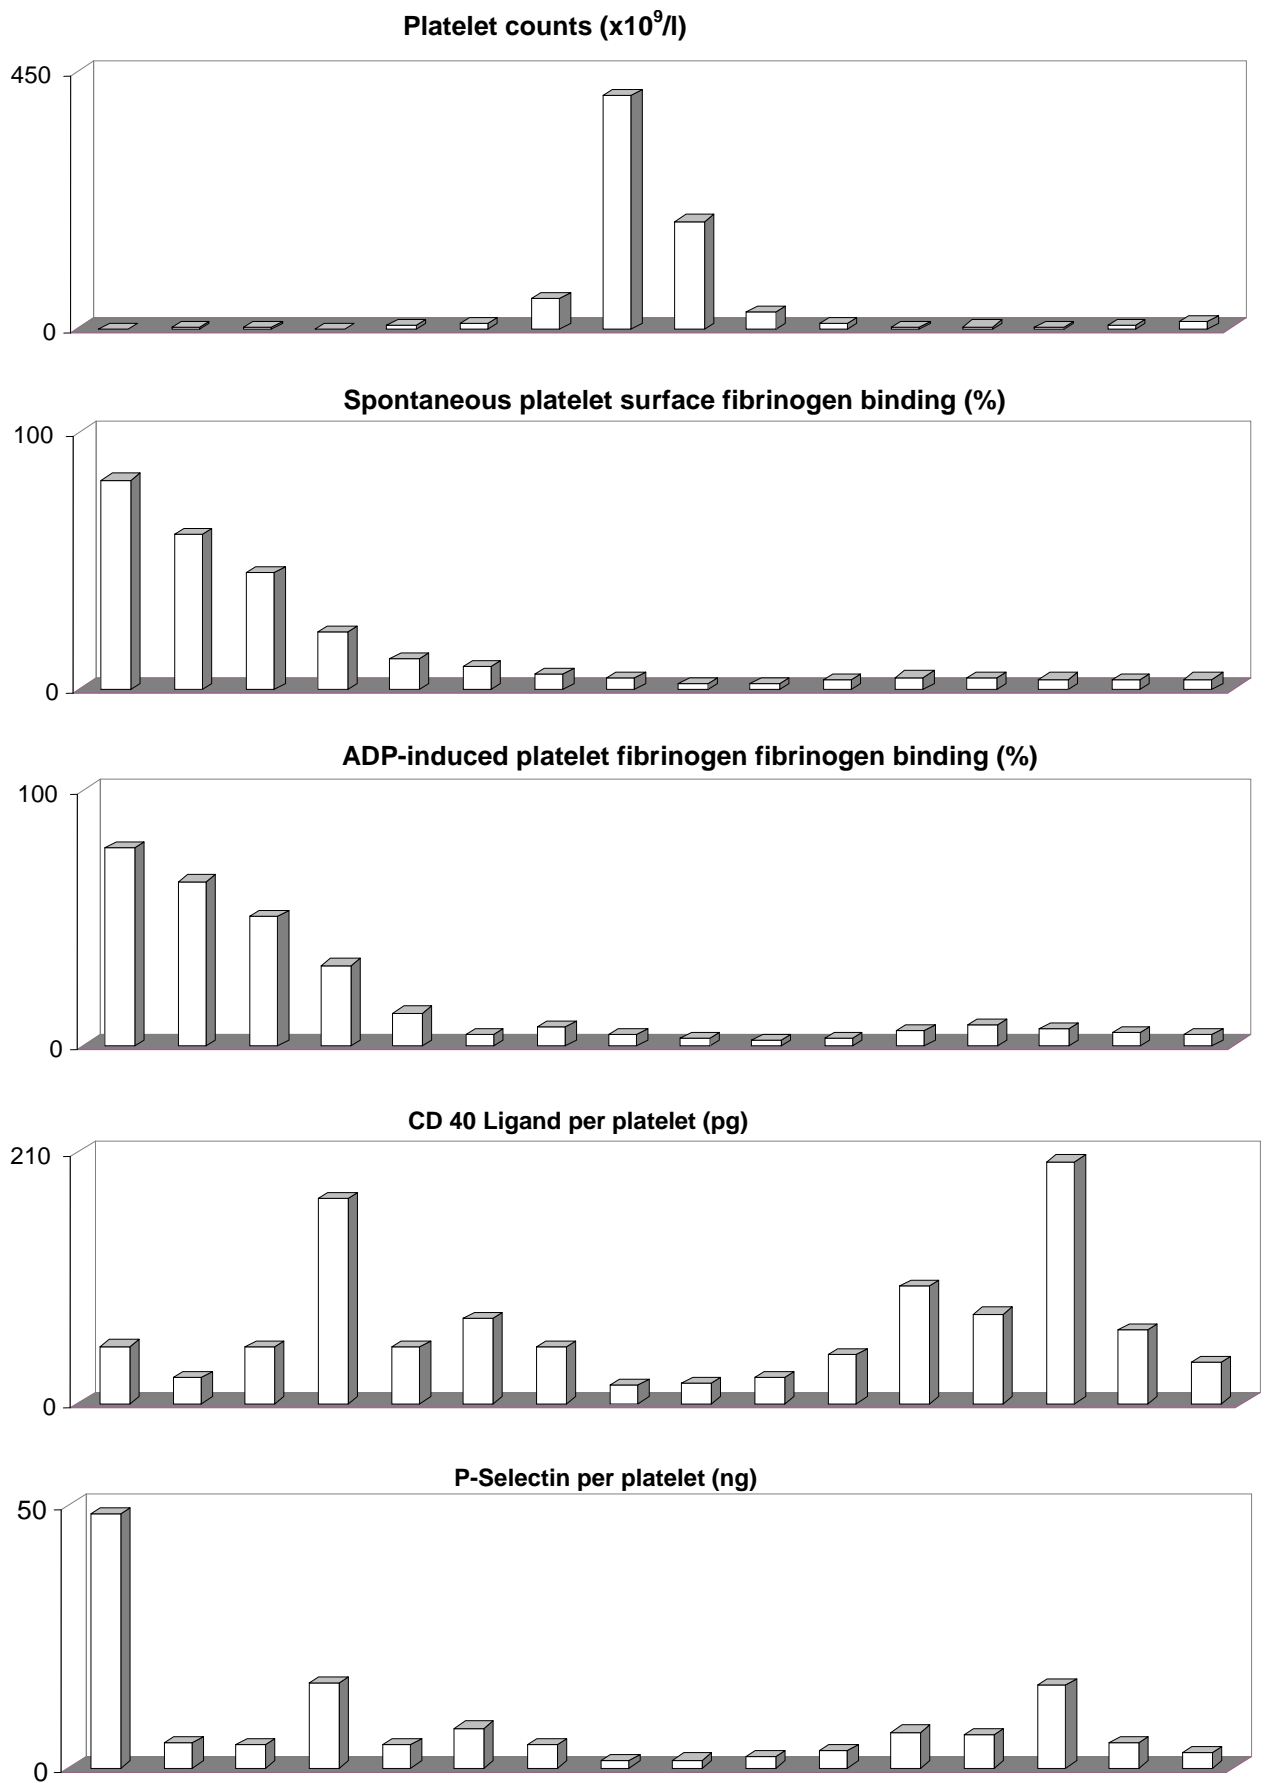 Platelet counts (x10⁹/l)
450
0
Spontaneous platelet surface fibrinogen binding (%)
100
0
ADP-induced platelet fibrinogen fibrinogen binding (%)
100
0
CD 40 Ligand per platelet (pg)
210
0
P-Selectin per platelet (ng)
50
0